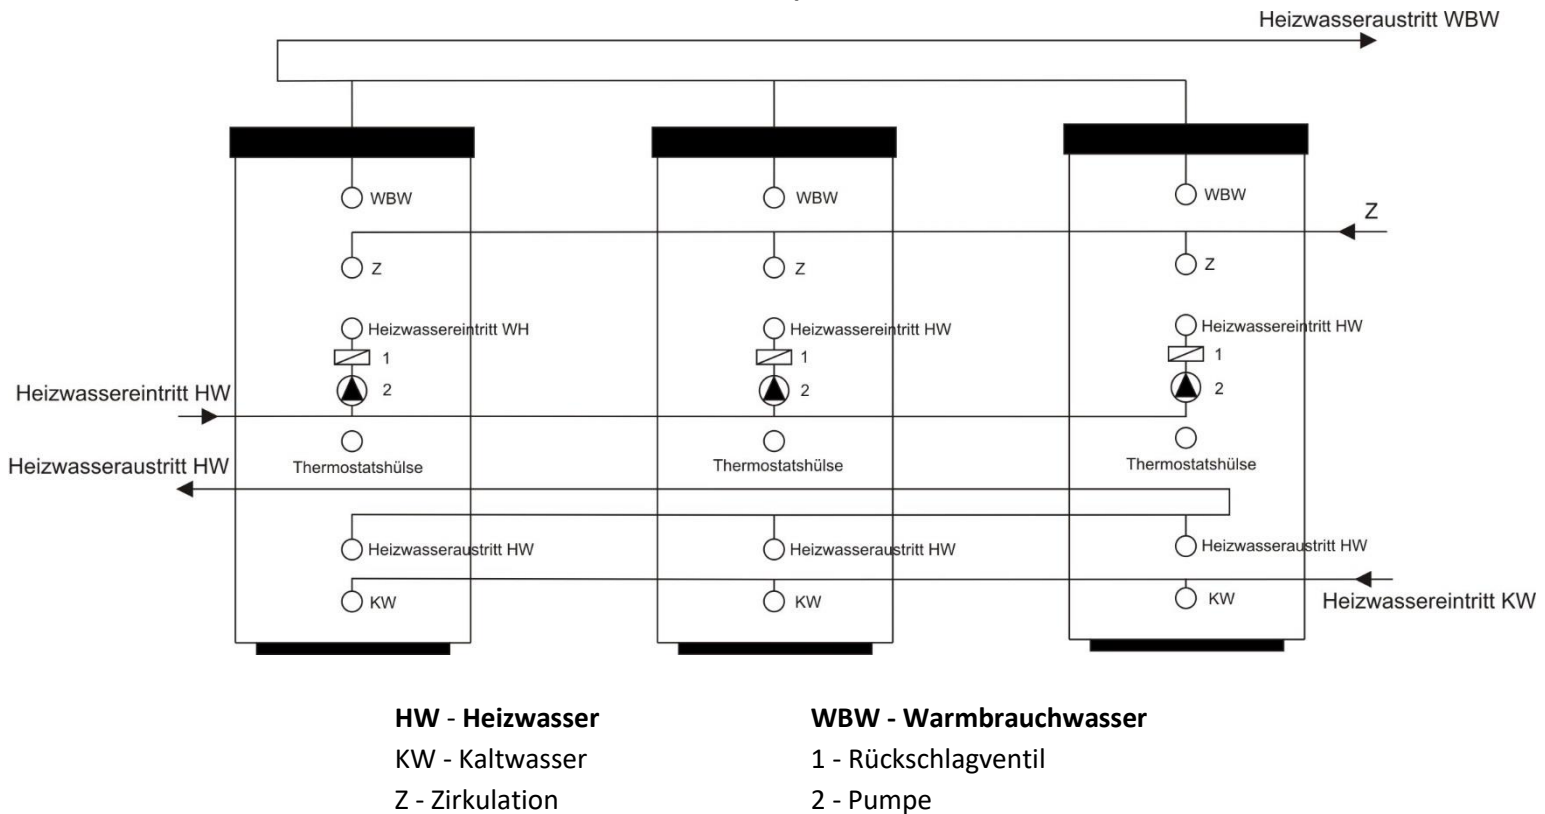 Heizwasseraustritt WBW
WBW
WBW
WBW
Z
Z
Z
Z
Heizwassereintritt WH
Heizwassereintritt HW
Heizwassereintritt HW
1
1
1
Heizwassereintritt HW
2
2
2
Heizwasseraustritt HW
Thermostatshülse
Thermostatshülse
Thermostatshülse
Heizwasseraustritt HW
Heizwasseraustritt HW
Heizwasseraustritt HW
KW
KW
KW
Heizwassereintritt KW
HW - Heizwasser
WBW - Warmbrauchwasser
KW - Kaltwasser
1 - Rückschlagventil
Z - Zirkulation
2 - Pumpe